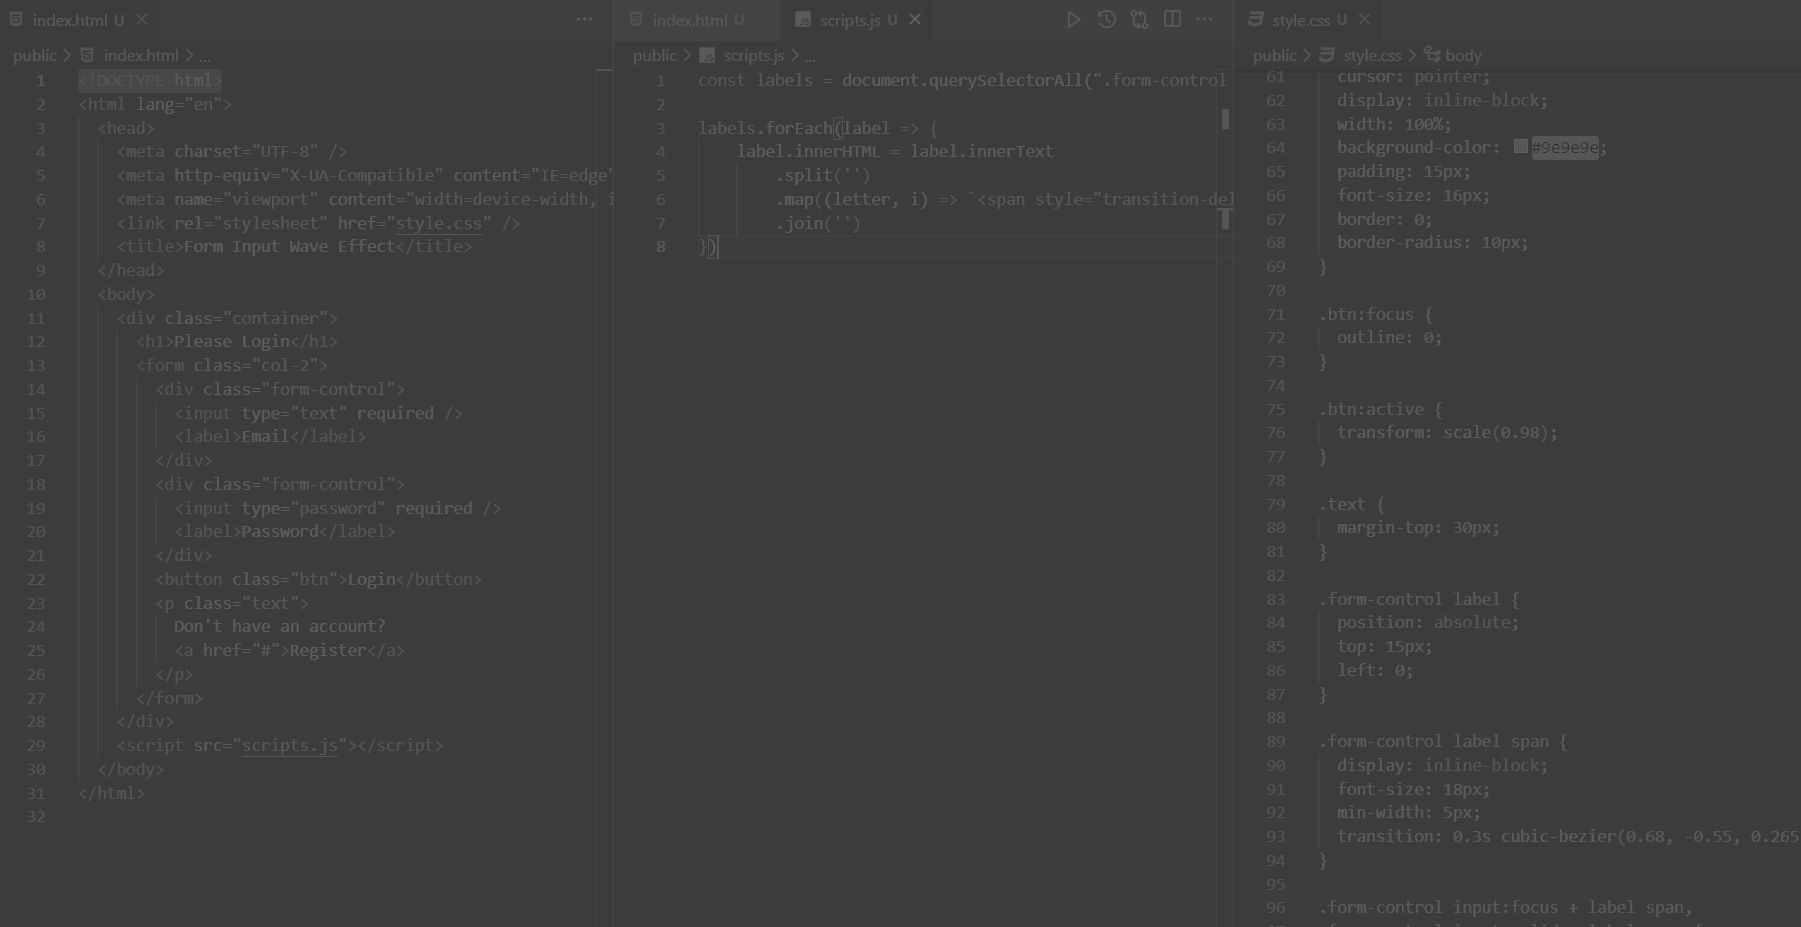 index.html U
public > index.html > ...
1 <!DOCTYPE html>
2 <html lang="en">
3 <head>
4 <meta charset="UTF-8" />
5 <meta http-equiv="X-UA-Compatible" content="IE=edge"
6 <meta name="viewport" content="width=device-width, i
7 <link rel="stylesheet" href="style.css" />
8 <title>Form Input Wave Effect</title>
9 </head>
10 <body>
11 <div class="container">
12 <h1>Please Login</h1>
13 <form class="col-2">
14 <div class="form-control">
15 <input type="text" required />
16 <label>Email</label>
17 </div>
18 <div class="form-control">
19 <input type="password" required />
20 <label>Password</label>
21 </div>
22 <button class="btn">Login</button>
23 <p class="text">
24 Don't have an account?
25 <a href="#">Register</a>
26 </p>
27 </form>
28 </div>
29 <script src="scripts.js"></script>
30 </body>
31 </html>
32
index.html U
scripts.js U
public > scripts.js > ...
1 const labels = document.querySelectorAll(".form-control
2
3 labels.forEach(label => {
4 label.innerHTML = label.innerText
5 .split('')
6 .map((letter, i) => `<span style="transition-del
7 .join('')
8 })
style.css U
public > style.css > body
61 cursor: pointer;
62 display: inline-block;
63 width: 100%;
64 background-color: #9e9e9e;
65 padding: 15px;
66 font-size: 16px;
67 border: 0;
68 border-radius: 10px;
69 }
70
71 .btn:focus {
72 outline: 0;
73 }
74
75 .btn:active {
76 transform: scale(0.98);
77 }
78
79 .text {
80 margin-top: 30px;
81 }
82
83 .form-control label {
84 position: absolute;
85 top: 15px;
86 left: 0;
87 }
88
89 .form-control label span {
90 display: inline-block;
91 font-size: 18px;
92 min-width: 5px;
93 transition: 0.3s cubic-bezier(0.68, -0.55, 0.265
94 }
95
96 .form-control input:focus + label span,